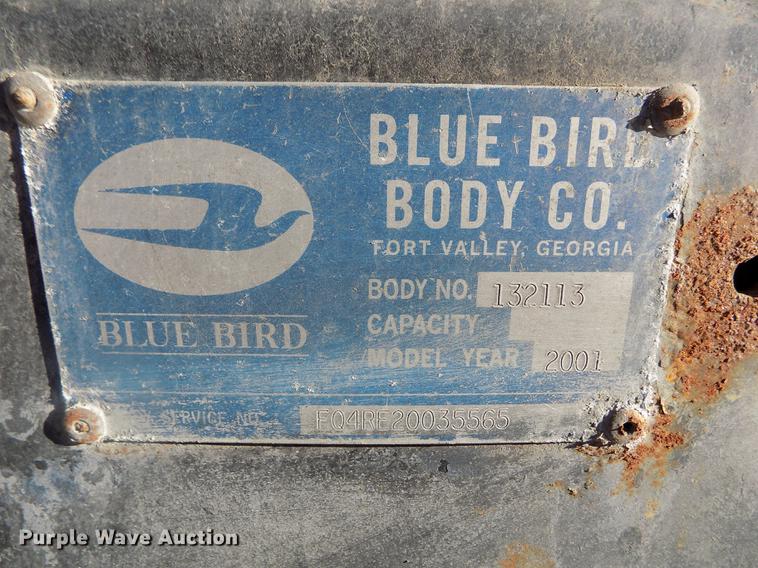 BLUE BIRD
BODY CO.
FORT VALLEY, GEORGIA
BODY NO. 132113
CAPACITY
MODEL YEAR 2001
BLUE BIRD
SERVICE NO. F04RE20035565
Purple Wave Auction